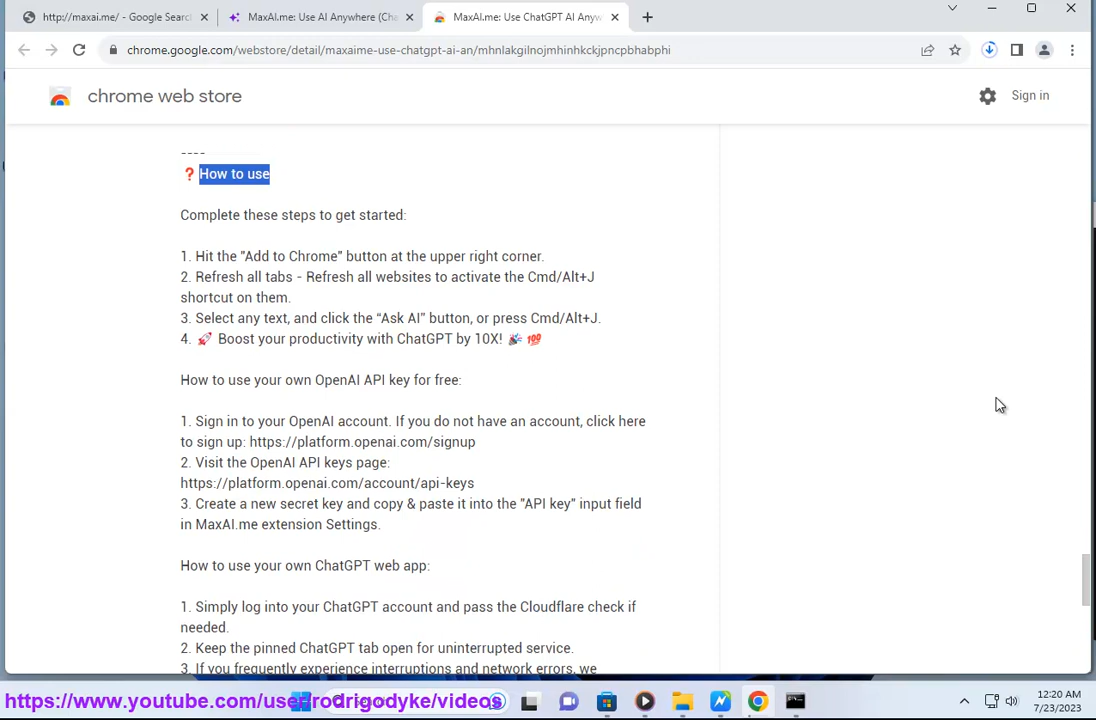 http://maxai.me/ - Google Searc
MaxAI.me: Use AI Anywhere (Cha
MaxAI.me: Use ChatGPT AI Anyw
chrome.google.com/webstore/detail/maxaime-use-chatgpt-ai-an/mhnlakgilnojmhinhkckjpncpbhabphi
chrome web store
Sign in
----
❓How to use
Complete these steps to get started:
1. Hit the "Add to Chrome" button at the upper right corner.
2. Refresh all tabs - Refresh all websites to activate the Cmd/Alt+J
shortcut on them.
3. Select any text, and click the “Ask AI” button, or press Cmd/Alt+J.
4. 🚀 Boost your productivity with ChatGPT by 10X! 🎉 💯
How to use your own OpenAI API key for free:
1. Sign in to your OpenAI account. If you do not have an account, click here
to sign up: https://platform.openai.com/signup
2. Visit the OpenAI API keys page:
https://platform.openai.com/account/api-keys
3. Create a new secret key and copy & paste it into the "API key" input field
in MaxAI.me extension Settings.
How to use your own ChatGPT web app:
1. Simply log into your ChatGPT account and pass the Cloudflare check if
needed.
2. Keep the pinned ChatGPT tab open for uninterrupted service.
3. If you frequently experience interruptions and network errors, we
https://www.youtube.com/user/rodrigodyke/videos
12:20 AM
7/23/2023